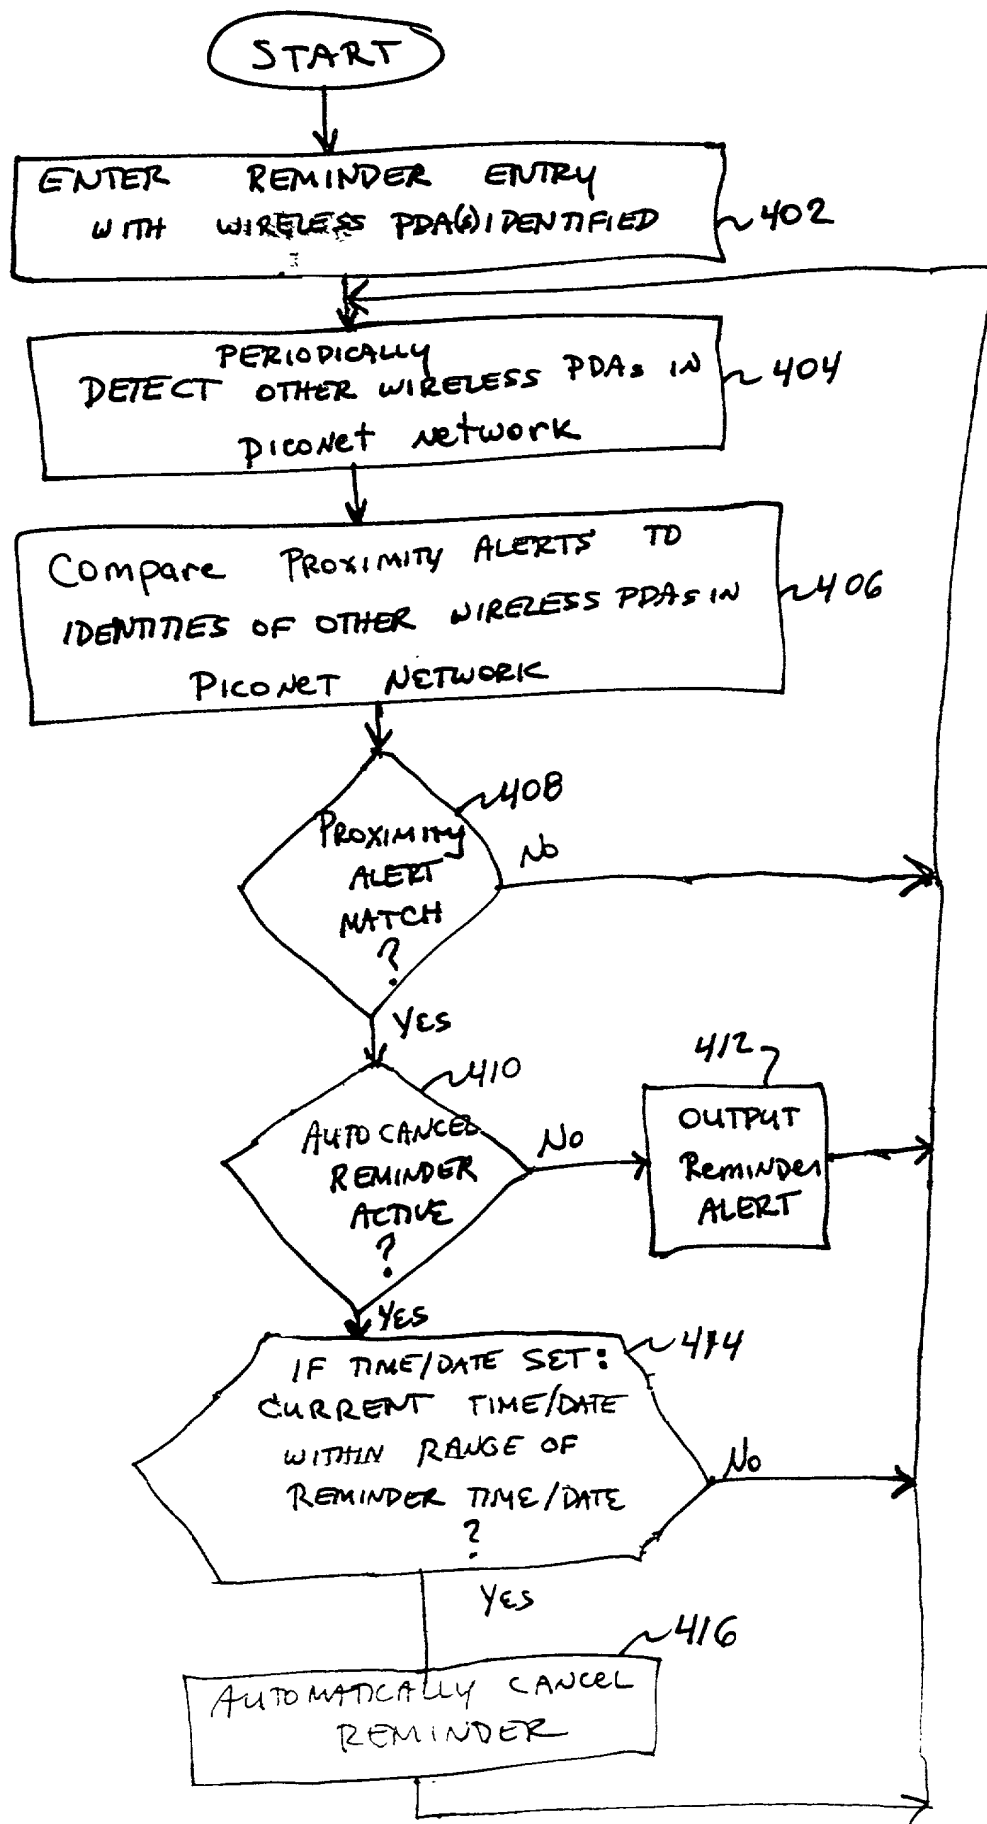 START
ENTER REMINDER ENTRY
WITH WIRELESS PDA(s) IDENTIFIED
402
PERIODICALLY
DETECT OTHER WIRELESS PDAs IN
PICONET NETWORK
404
Compare PROXIMITY ALERTS TO
IDENTITIES OF OTHER WIRELESS PDAs IN
PICONET NETWORK
406
408
PROXIMITY
ALERT
MATCH
?
No
YES
410
AUTO CANCEL
REMINDER
ACTIVE
?
No
412
OUTPUT
Reminder
ALERT
YES
414
IF TIME/DATE SET:
CURRENT TIME/DATE
WITHIN RANGE OF
REMINDER TIME/DATE
?
No
YES
416
AUTOMATICALLY CANCEL
REMINDER